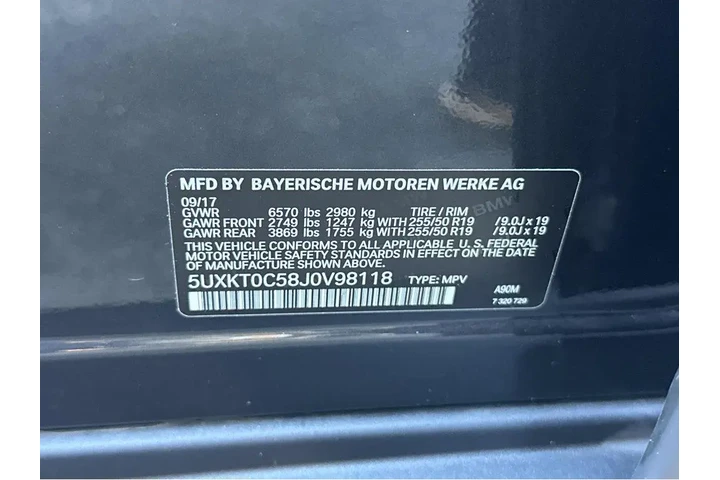 MFD BY BAYERISCHE MOTOREN WERKE AG
09/17
GVWR 6570 lbs 2980 kg TIRE / RIM BMW
GAWR FRONT 2749 lbs 1247 kg WITH 255/50 R19 /9.0J x 19
GAWR REAR 3869 lbs 1755 kg WITH 255/50 R19 /9.0J x 19
THIS VEHICLE CONFORMS TO ALL APPLICABLE U. S. FEDERAL
MOTOR VEHICLE SAFETY STANDARDS IN EFFECT ON THE DATE
OF MANUFACTURE SHOWN ABOVE.
5UXKT0C58J0V98118 TYPE: MPV
A90M
7 320 729